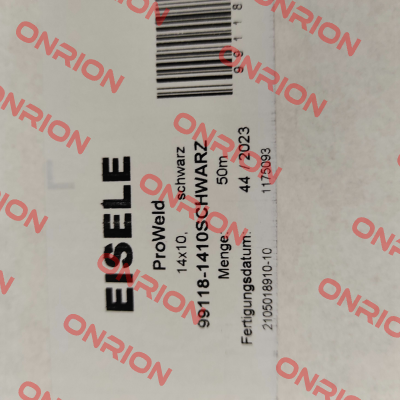 EISELE
ProWeld
14x10, schwarz
99118-1410SCHWARZ
Menge: 50m
Fertigungsdatum: 44 / 2023
2105018910-10 1175093
99118
ONRION
ONRION
ONRION
ONRION
ONRION
ONRION
ONRION
ONRION
ONRION